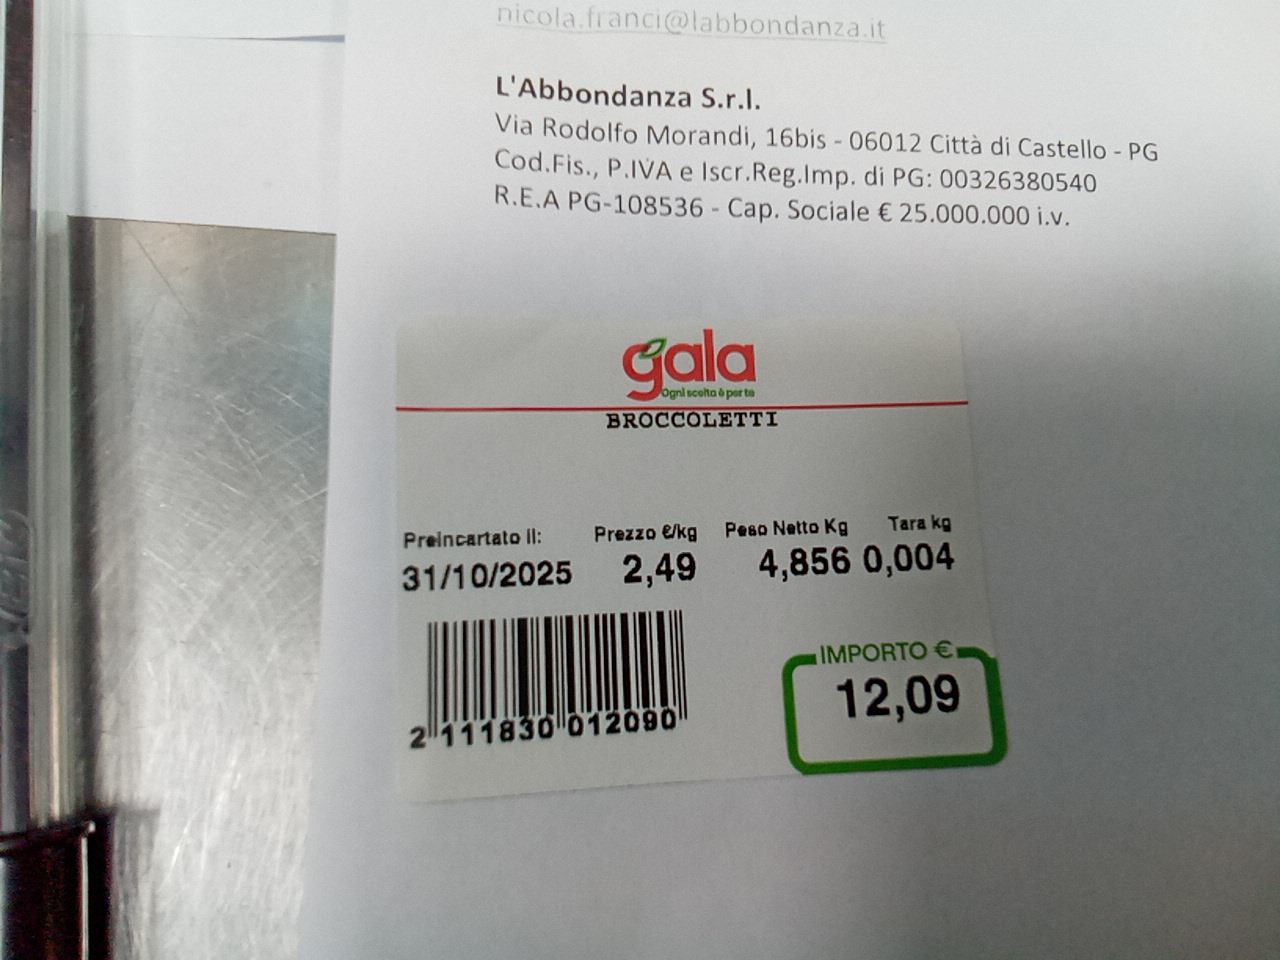 nicola.franci@labbondanza.it
L'Abbondanza S.r.l.
Via Rodolfo Morandi, 16bis - 06012 Città di Castello - PG
Cod.Fis., P.IVA e Iscr.Reg.Imp. di PG: 00326380540
R.E.A PG-108536 - Cap. Sociale € 25.000.000 i.v.
gala
Ogni scelta è per te
BROCCOLETTI
Preincartato il: Prezzo €/kg Peso Netto Kg Tara kg
31/10/2025 2,49 4,856 0,004
IMPORTO €
12,09
2 111830 012090